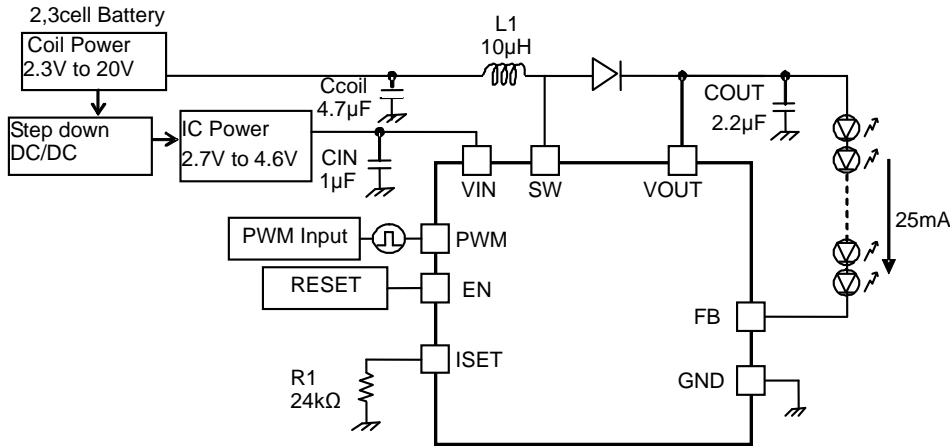 2,3cell Battery
Coil Power
2.3V to 20V
Step down
DC/DC
IC Power
2.7V to 4.6V
Ccoil
4.7µF
CIN
1µF
L1
10µH
COUT
2.2µF
VIN
SW
VOUT
25mA
PWM Input
PWM
RESET
EN
FB
ISET
R1
24kΩ
GND